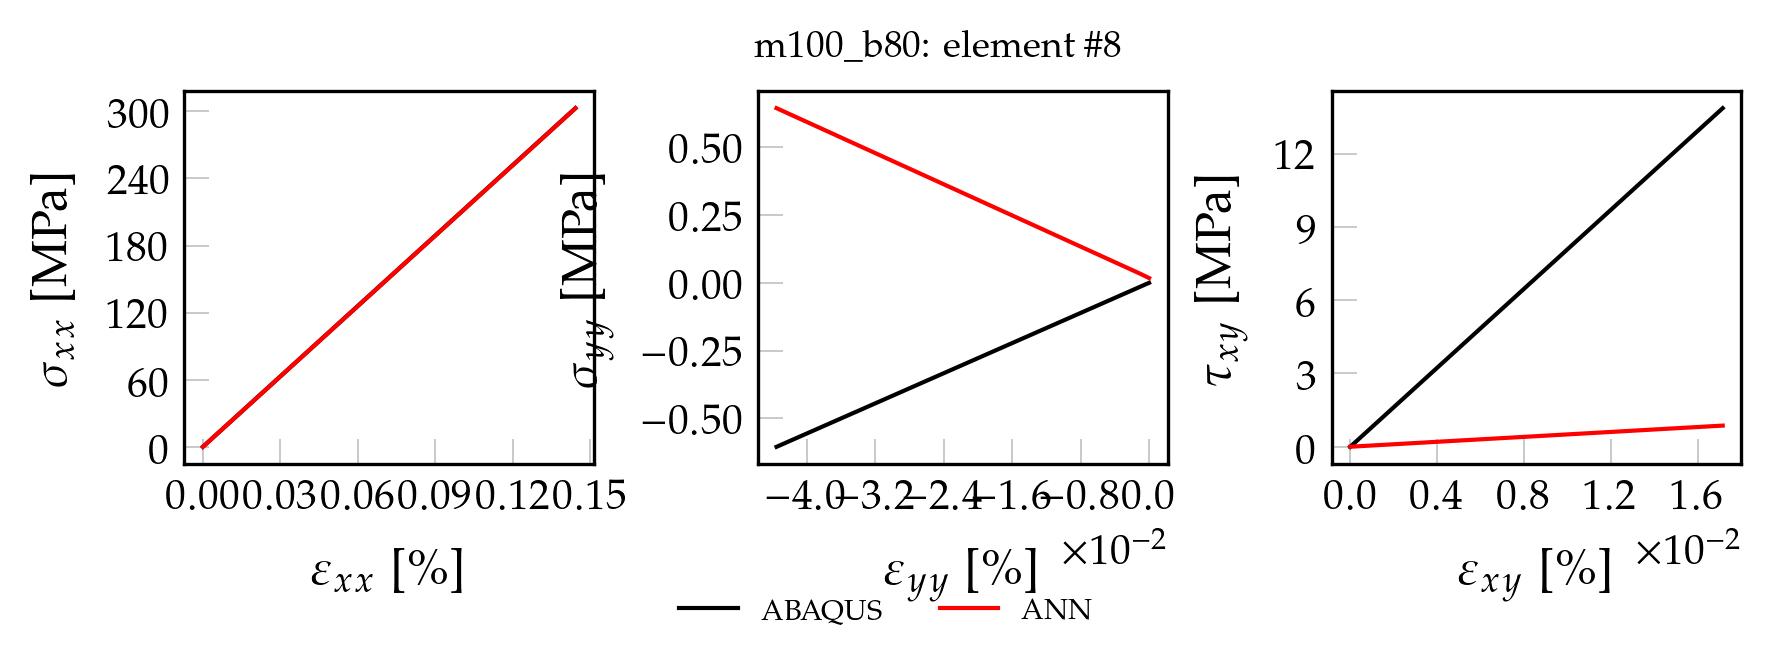 m100_b80: element #8
σxx [MPa]
300
240
180
120
60
0
0.00 0.03 0.06 0.09 0.12 0.15
εxx [%]
σyy [MPa]
0.50
0.25
0.00
−0.25
−0.50
−4.0 −3.2 −2.4 −1.6 −0.8 0.0
×10−2
εyy [%]
τxy [MPa]
12
9
6
3
0
0.0 0.4 0.8 1.2 1.6
×10−2
εxy [%]
ABAQUS ANN